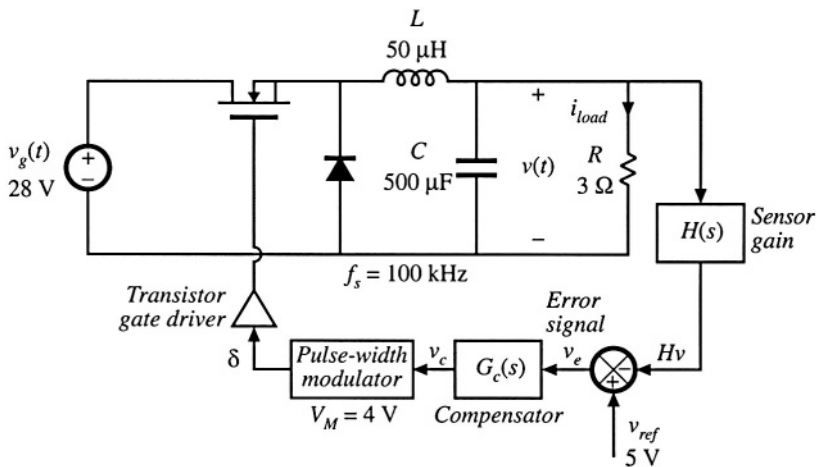 L
50 μH
+
i_load
v_g(t)
28 V
+
−
C
500 μF
v(t)
R
3 Ω
−
H(s)
Sensor
gain
f_s = 100 kHz
Transistor
gate driver
Error
signal
δ
Pulse-width
modulator
v_c
G_c(s)
v_e
−
+
Hv
V_M = 4 V
Compensator
v_ref
5 V